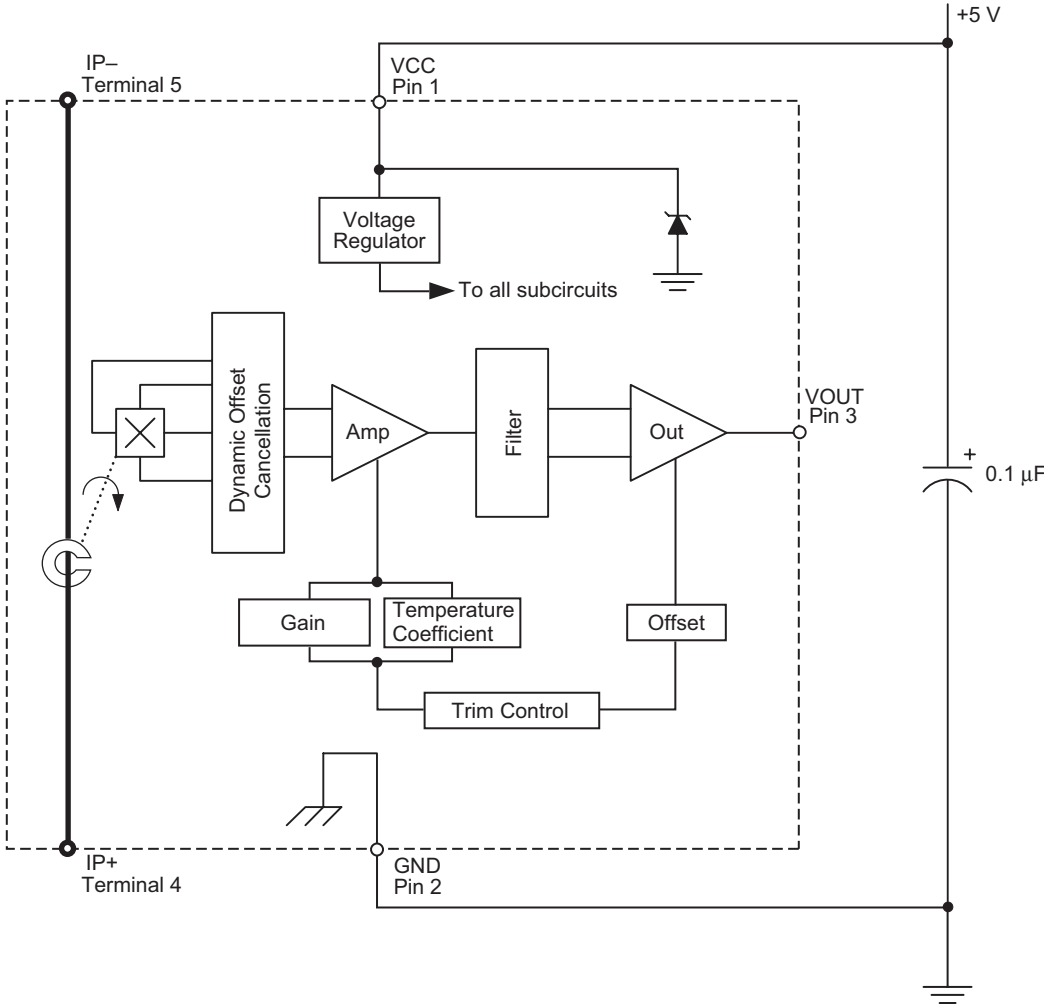 +5 V
IP–
Terminal 5
VCC
Pin 1
Voltage
Regulator
To all subcircuits
Dynamic Offset
Cancellation
Amp
Filter
Out
VOUT
Pin 3
+
0.1 µF
Gain
Temperature
Coefficient
Offset
Trim Control
IP+
Terminal 4
GND
Pin 2